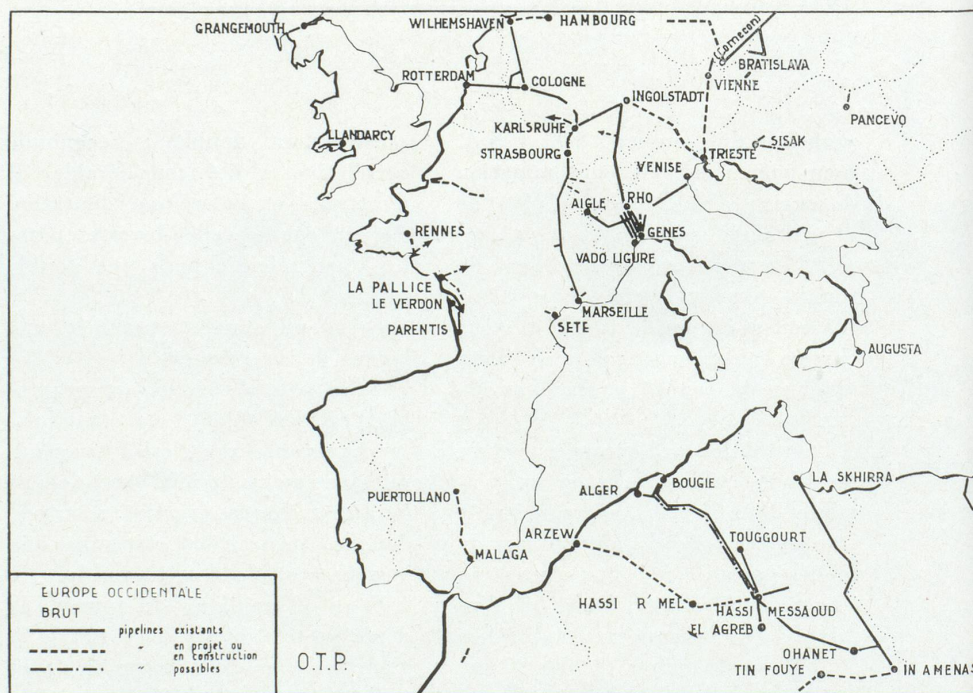 GRANGEMOUTH
WILHEMSHAVEN
HAMBOURG
(Comecon)
BRATISLAVA
VIENNE
ROTTERDAM
COLOGNE
INGOLSTADT
PANCEVO
KARLSRUHE
LLANDARCY
SISAK
STRASBOURG
TRIESTE
VENISE
AIGLE
RHO
RENNES
GENES
VADO LIGURE
LA PALLICE
LE VERDON
MARSEILLE
PARENTIS
SETE
AUGUSTA
LA SKHIRRA
PUERTOLLANO
ALGER
BOUGIE
ARZEW
TOUGGOURT
MALAGA
HASSI R' MEL
HASSI MESSAOUD
EL AGREB
OHANET
TIN FOUYE
IN AMENAS
EUROPE OCCIDENTALE
BRUT
pipelines existants
" en projet ou
en construction
" possibles
O.T.P.